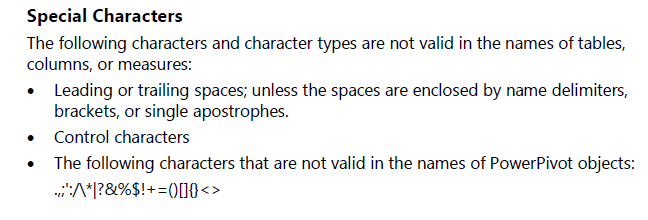 Special Characters
The following characters and character types are not valid in the names of tables,
columns, or measures:
• Leading or trailing spaces; unless the spaces are enclosed by name delimiters,
brackets, or single apostrophes.
• Control characters
• The following characters that are not valid in the names of PowerPivot objects:
.,;':/\*|?&%$!+=()[]{}<>